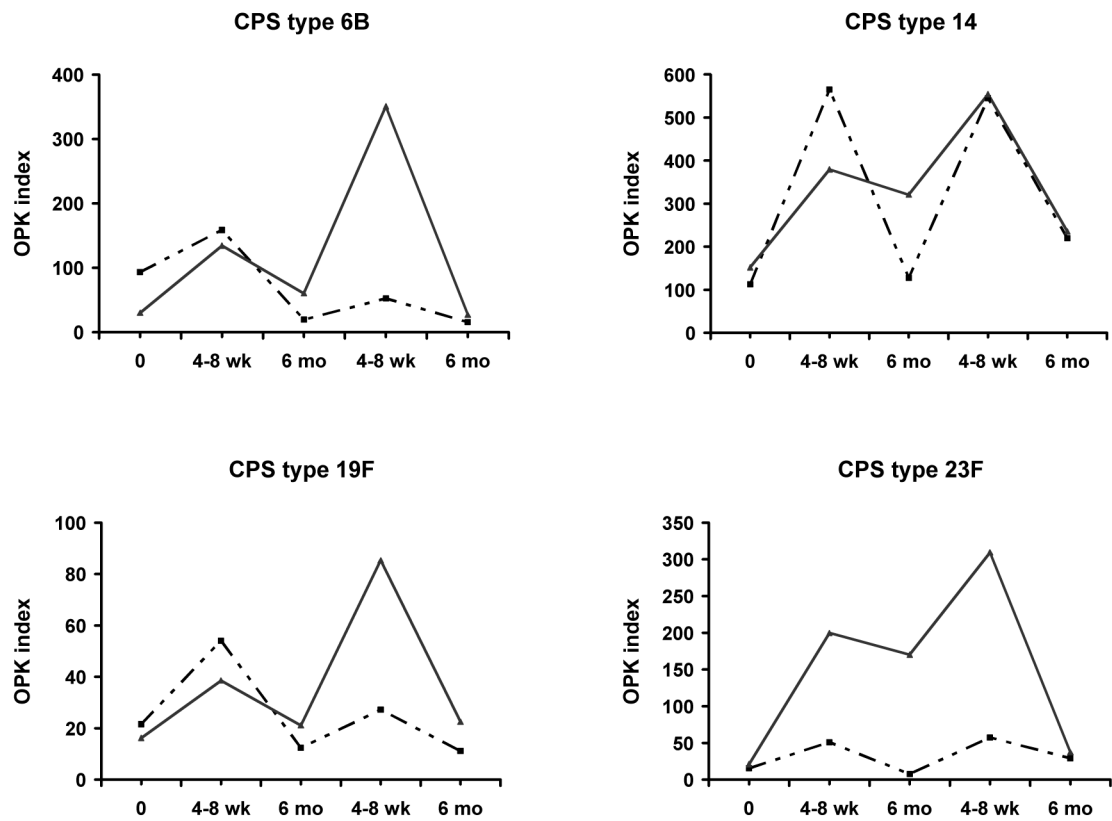 CPS type 6B
400
300
200
100
0
OPK index
0 4-8 wk 6 mo 4-8 wk 6 mo
CPS type 14
600
500
400
300
200
100
0
OPK index
0 4-8 wk 6 mo 4-8 wk 6 mo
CPS type 19F
100
80
60
40
20
0
OPK index
0 4-8 wk 6 mo 4-8 wk 6 mo
CPS type 23F
350
300
250
200
150
100
50
0
OPK index
0 4-8 wk 6 mo 4-8 wk 6 mo